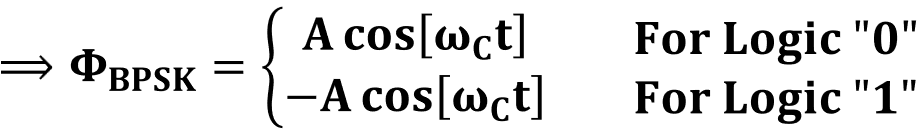 ⟹ Φ_BPSK = { A cos[ω_C t] For Logic "0"
−A cos[ω_C t] For Logic "1"